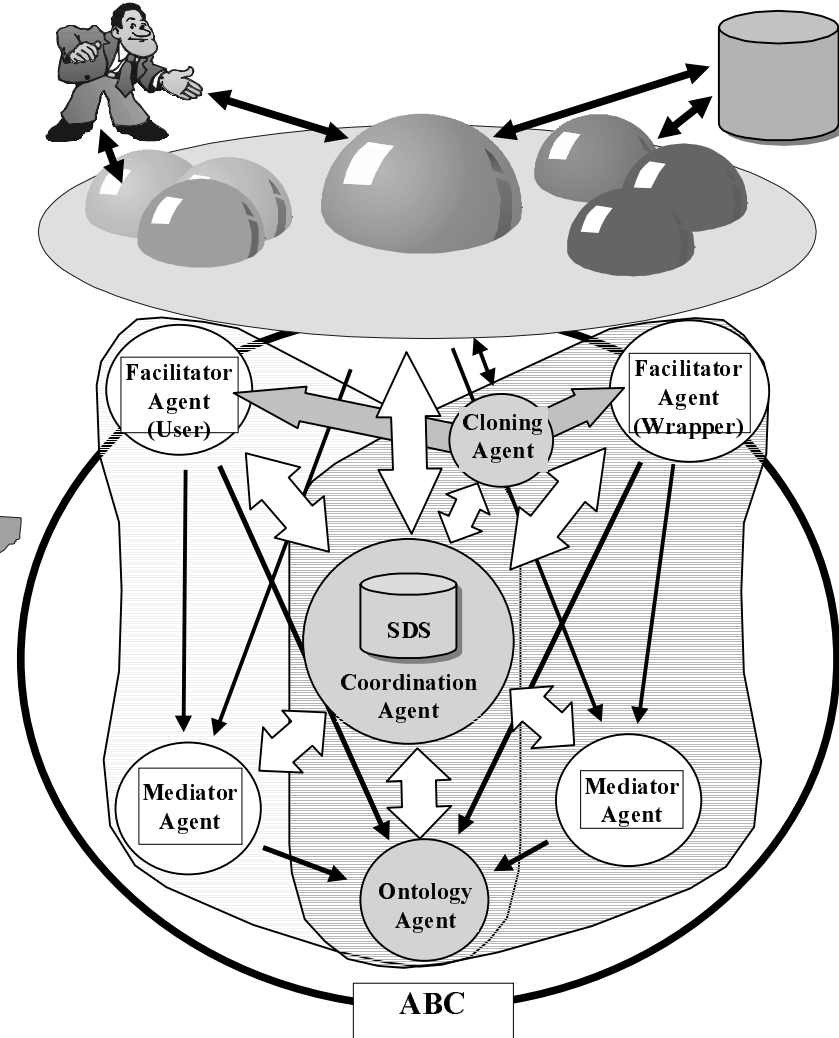 Facilitator
Agent
(User)
Facilitator
Agent
(Wrapper)
Cloning
Agent
SDS
Coordination
Agent
Mediator
Agent
Mediator
Agent
Ontology
Agent
ABC